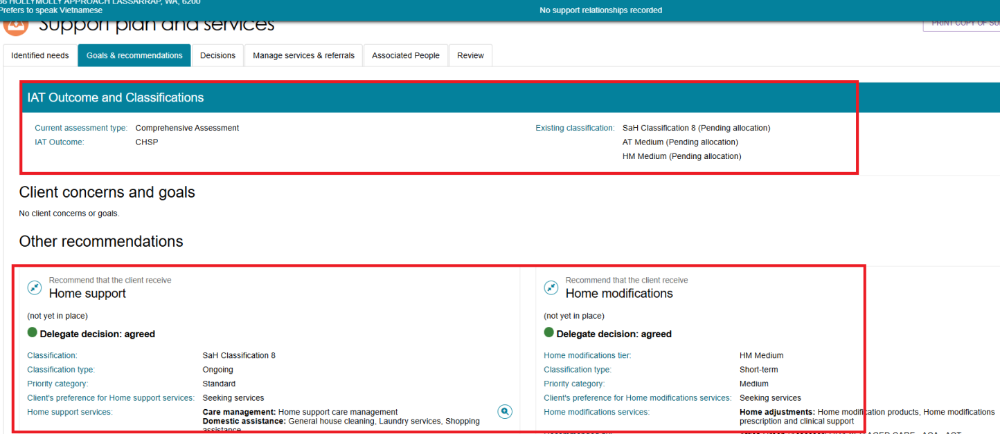 36 HOLLYMOLLY APPROACH LASSARRAP, WA, 6200
Prefers to speak Vietnamese
No support relationships recorded
Support plan and services
PRINT COPY OF SU
Identified needs
Goals & recommendations
Decisions
Manage services & referrals
Associated People
Review
IAT Outcome and Classifications
Current assessment type: Comprehensive Assessment
IAT Outcome: CHSP
Existing classification: SaH Classification 8 (Pending allocation)
AT Medium (Pending allocation)
HM Medium (Pending allocation)
Client concerns and goals
No client concerns or goals.
Other recommendations
Recommend that the client receive
Home support
(not yet in place)
Delegate decision: agreed
Classification: SaH Classification 8
Classification type: Ongoing
Priority category: Standard
Client's preference for Home support services: Seeking services
Home support services: Care management: Home support care management
Domestic assistance: General house cleaning, Laundry services, Shopping
assistance
Recommend that the client receive
Home modifications
(not yet in place)
Delegate decision: agreed
Home modifications tier: HM Medium
Classification type: Short-term
Priority category: Medium
Client's preference for Home modifications services: Seeking services
Home modifications services: Home adjustments: Home modification products, Home modifications
prescription and clinical support